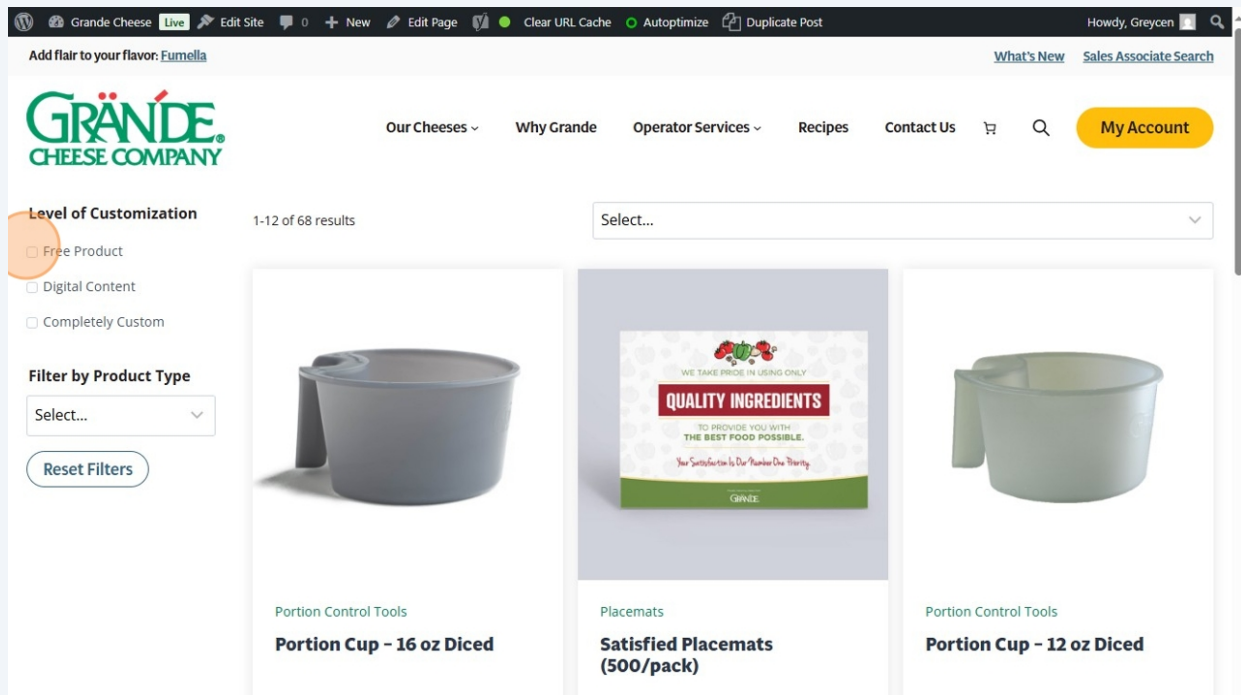 Grande Cheese Live Edit Site 0 New Edit Page Clear URL Cache Autoptimize Duplicate Post Howdy, Greycen
Add flair to your flavor: Fumella What's New Sales Associate Search
GRÄNDE®
CHEESE COMPANY
Our Cheeses Why Grande Operator Services Recipes Contact Us My Account
Level of Customization
Free Product
Digital Content
Completely Custom
Filter by Product Type
Select...
Reset Filters
1-12 of 68 results Select...
WE TAKE PRIDE IN USING ONLY
QUALITY INGREDIENTS
TO PROVIDE YOU WITH
THE BEST FOOD POSSIBLE.
Your Satisfaction Is Our Number One Priority.
GRÄNDE
Portion Control Tools
Portion Cup – 16 oz Diced
Placemats
Satisfied Placemats
(500/pack)
Portion Control Tools
Portion Cup – 12 oz Diced